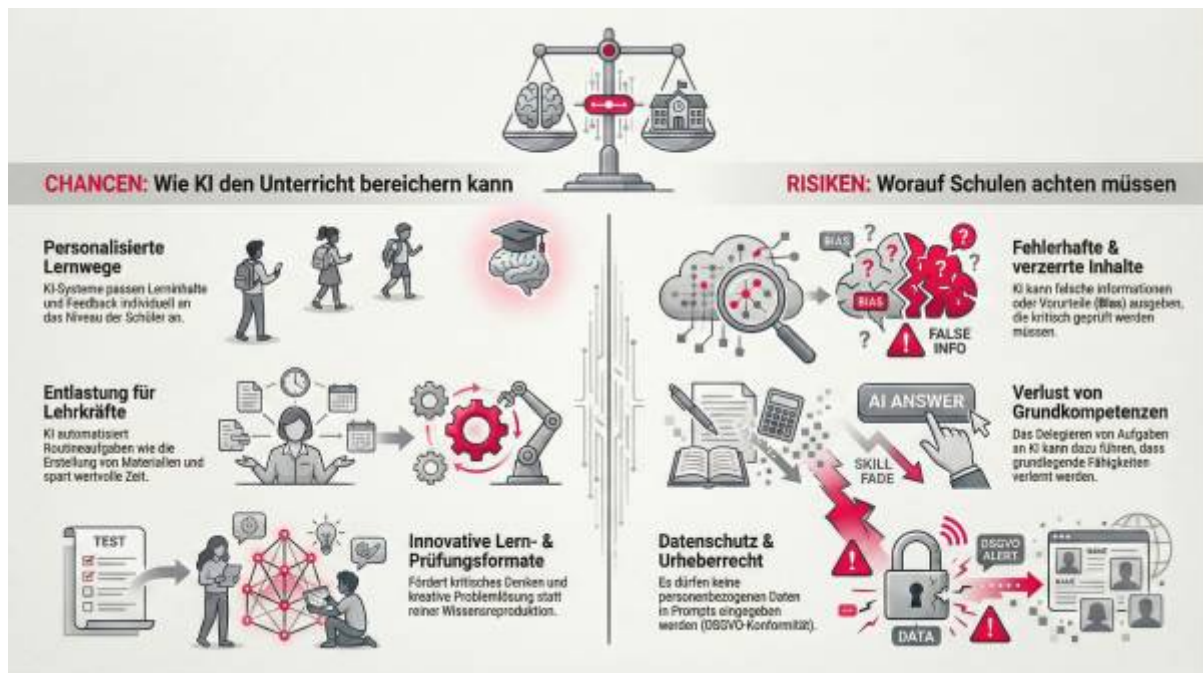 CHANCEN: Wie KI den Unterricht bereichern kann
Personalisierte
Lernwege
KI-Systeme passen Lerninhalte
und Feedback individuell an
das Niveau der Schüler an.
Entlastung für
Lehrkräfte
KI automatisiert
Routineaufgaben wie die
Erstellung von Materialien und
spart wertvolle Zeit.
TEST
Innovative Lern- &
Prüfungsformate
Fördert kritisches Denken und
kreative Problemlösung statt
reiner Wissensreproduktion.
RISIKEN: Worauf Schulen achten müssen
BIAS
BIAS
FALSE
INFO
Fehlerhafte &
verzerrte Inhalte
KI kann falsche informationen
oder Vorurteile (Bias) ausgeben,
die kritisch geprüft werden
müssen.
AI ANSWER
SKILL
FADE
Verlust von
Grundkompetenzen
Das Delegieren von Aufgaben
an KI kann dazu führen, dass
grundlegende Fähigkeiten
verlernt werden.
Datenschutz &
Urheberrecht
Es dürfen keine
personenbezogenen Daten
in Prompts eingegeben
werden (DSGVO-Konformität).
DSGVO
ALERT
DATA